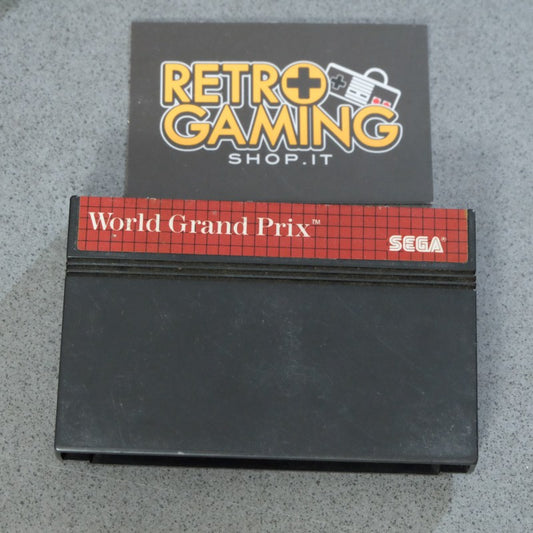 RETRO
GAMING
SHOP.IT
World Grand Prix™
SEGA®